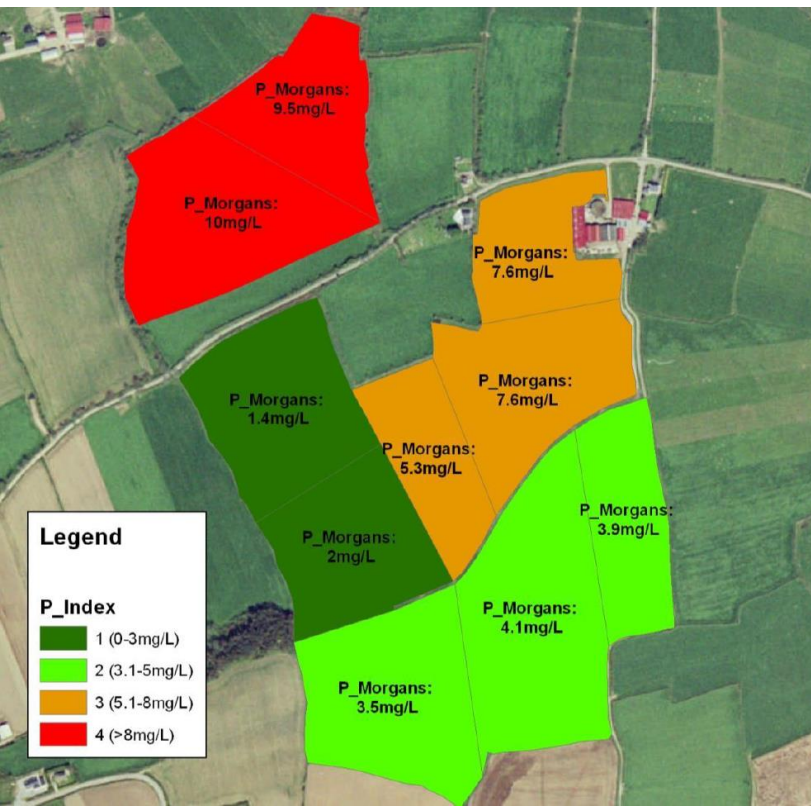 P_Morgans:
9.5mg/L
P_Morgans:
10mg/L
P_Morgans:
7.6mg/L
P_Morgans:
7.6mg/L
P_Morgans:
1.4mg/L
P_Morgans:
5.3mg/L
P_Morgans:
3.9mg/L
P_Morgans:
2mg/L
P_Morgans:
4.1mg/L
P_Morgans:
3.5mg/L
Legend
P_Index
1 (0-3mg/L)
2 (3.1-5mg/L)
3 (5.1-8mg/L)
4 (>8mg/L)